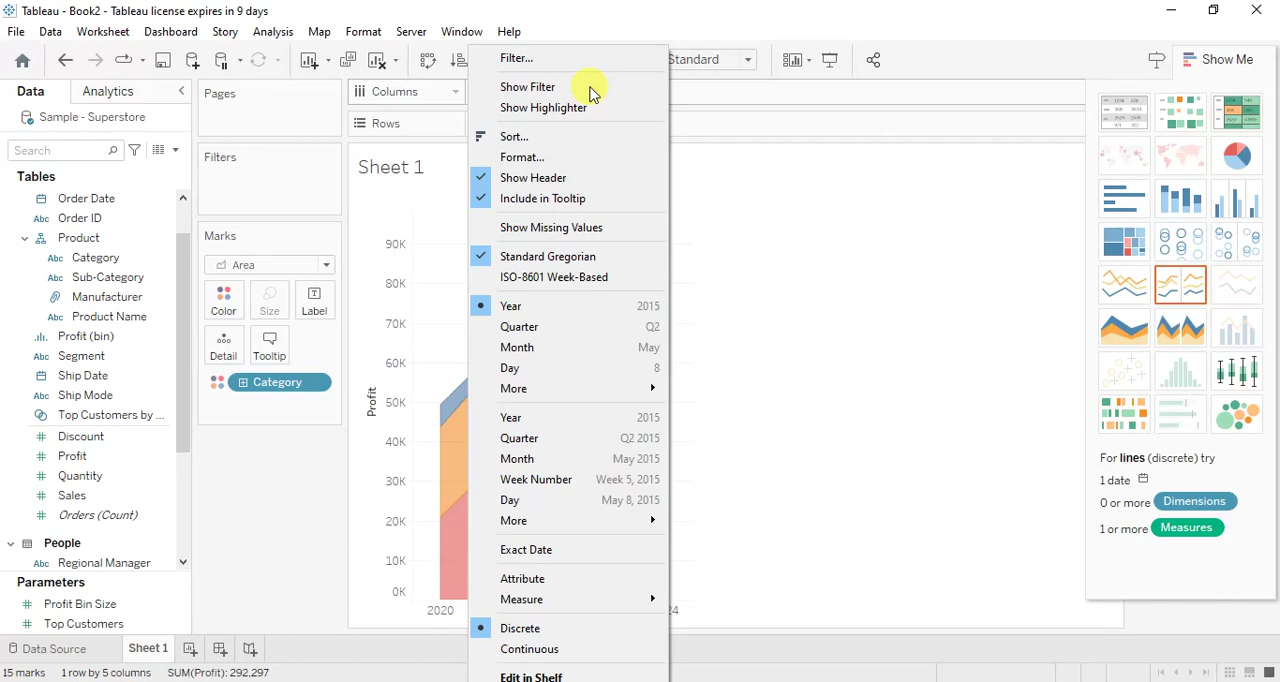 Tableau - Book2 - Tableau license expires in 9 days
File Data Worksheet Dashboard Story Analysis Map Format Server Window Help
Standard
Show Me
Data Analytics
Sample - Superstore
Search
Tables
Order Date
Abc Order ID
Product
Abc Category
Abc Sub-Category
Manufacturer
Abc Product Name
Profit (bin)
Abc Segment
Ship Date
Abc Ship Mode
Top Customers by ...
# Discount
# Profit
# Quantity
# Sales
# Orders (Count)
People
Abc Regional Manager
Parameters
# Profit Bin Size
# Top Customers
Pages
Filters
Marks
Area
Color Size Label
Detail Tooltip
Category
Columns
Rows
Sheet 1
90K
80K
70K
60K
50K
40K
30K
20K
10K
0K
Profit
2020
24
Filter...
Show Filter
Show Highlighter
Sort...
Format...
Show Header
Include in Tooltip
Show Missing Values
Standard Gregorian
ISO-8601 Week-Based
Year 2015
Quarter Q2
Month May
Day 8
More
Year 2015
Quarter Q2 2015
Month May 2015
Week Number Week 5, 2015
Day May 8, 2015
More
Exact Date
Attribute
Measure
Discrete
Continuous
Edit in Shelf
For lines (discrete) try
1 date
0 or more Dimensions
1 or more Measures
Data Source Sheet 1
15 marks 1 row by 5 columns SUM(Profit): 292,297